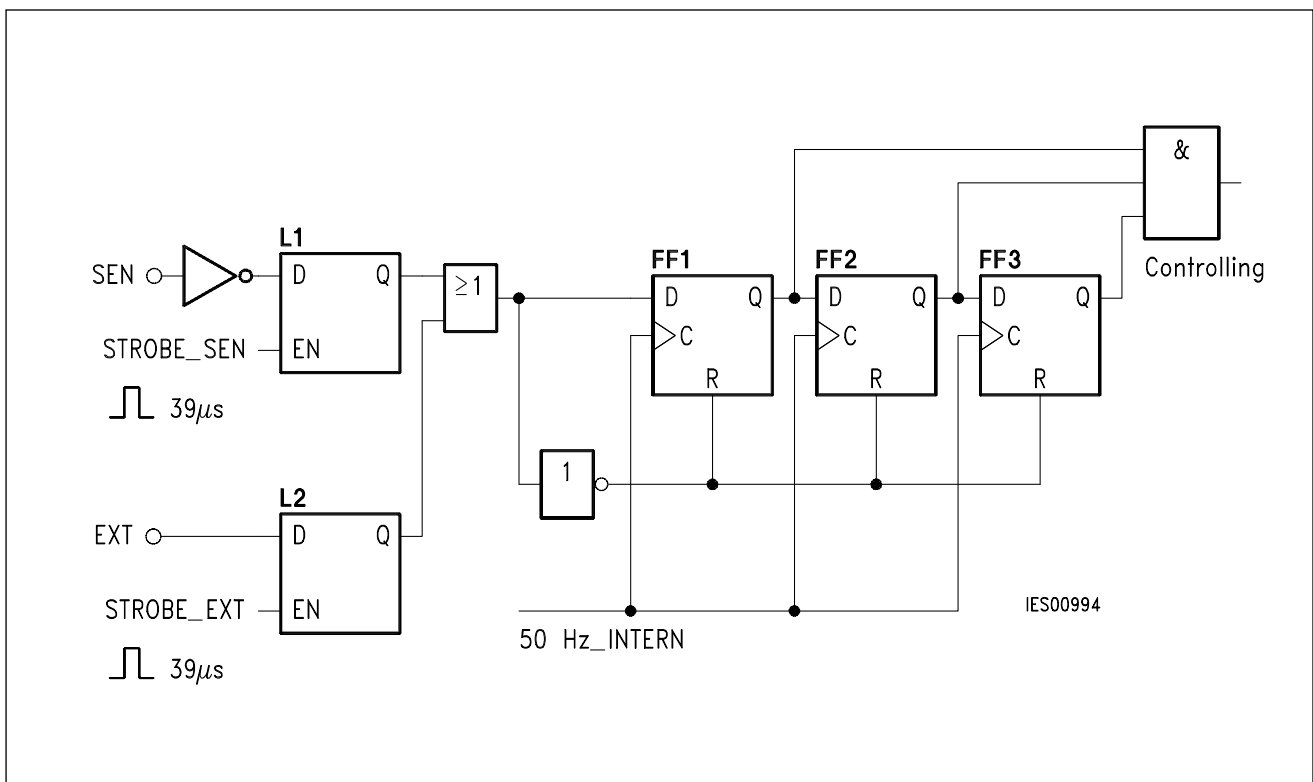 &
Controlling
SEN
L1
D
Q
STROBE_SEN
EN
39μs
≥1
FF1
D
Q
C
R
FF2
D
Q
C
R
FF3
D
Q
C
R
1
EXT
L2
D
Q
STROBE_EXT
EN
39μs
50 Hz_INTERN
IES00994